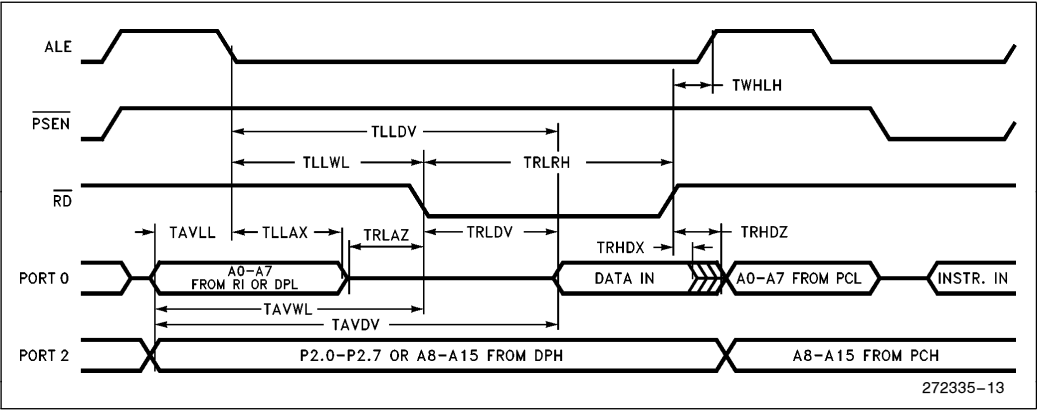 ALE
TWHLH
PSEN
TLLDV
TLLWL
TRLRH
RD
TAVLL
TLLAX
TRLAZ
TRLDV
TRHDX
TRHDZ
PORT 0
A0-A7
FROM RI OR DPL
DATA IN
A0-A7 FROM PCL
INSTR. IN
TAVWL
TAVDV
PORT 2
P2.0-P2.7 OR A8-A15 FROM DPH
A8-A15 FROM PCH
272335-13